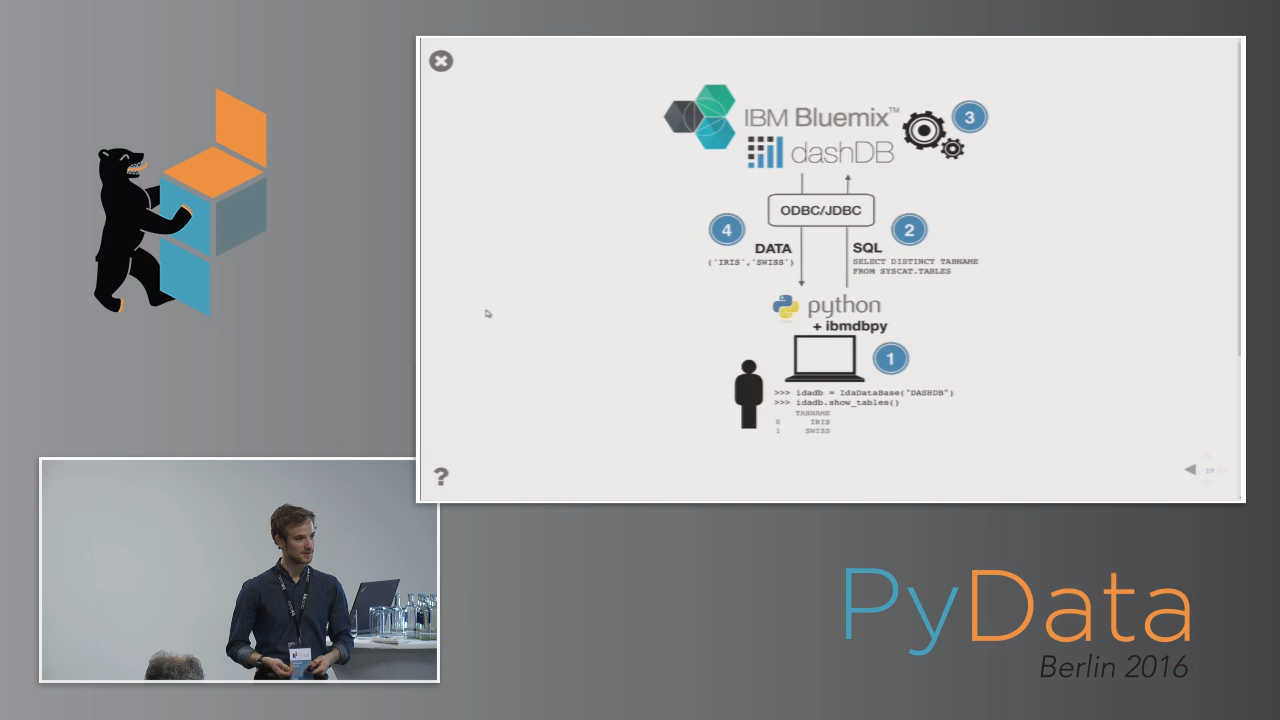 IBM Bluemix™
3
dashDB
ODBC/JDBC
4
2
DATA
SQL
('IRIS','SWISS')
SELECT DISTINCT TABNAME
FROM SYSCAT.TABLES
python
+ ibmdbpy
1
>>> idadb = IdaDataBase("DASHDB")
>>> idadb.show_tables()
TABNAME
0 IRIS
1 SWISS
?
19
PyData
Berlin 2016